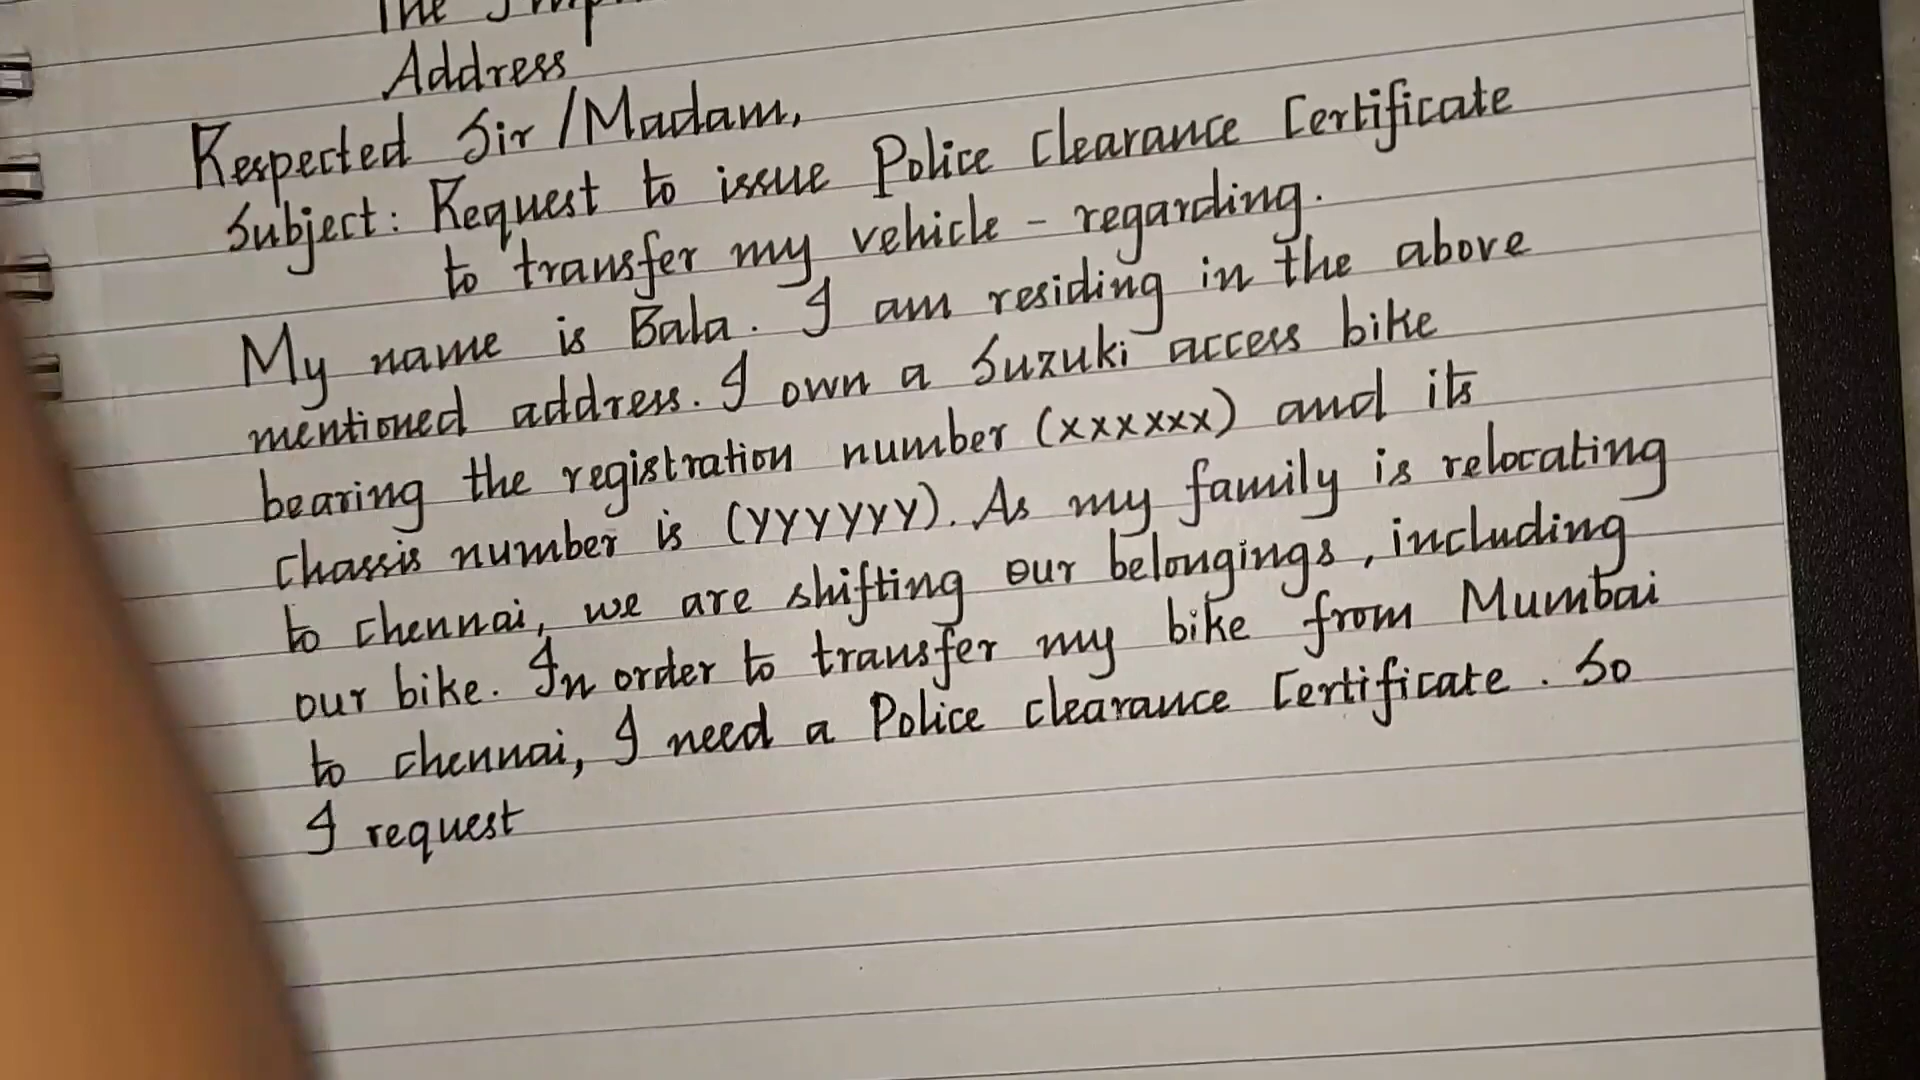 The
Address
Respected Sir/Madam,
Subject: Request to issue Police Clearance Certificate
to transfer my vehicle - regarding.
My name is Bala. I am residing in the above
mentioned address. I own a Suzuki access bike
bearing the registration number (xxxxxx) and its
chassis number is (YYYYYY). As my family is relocating
to chennai, we are shifting our belongings, including
our bike. In order to transfer my bike from Mumbai
to chennai, I need a Police clearance Certificate. So
I request